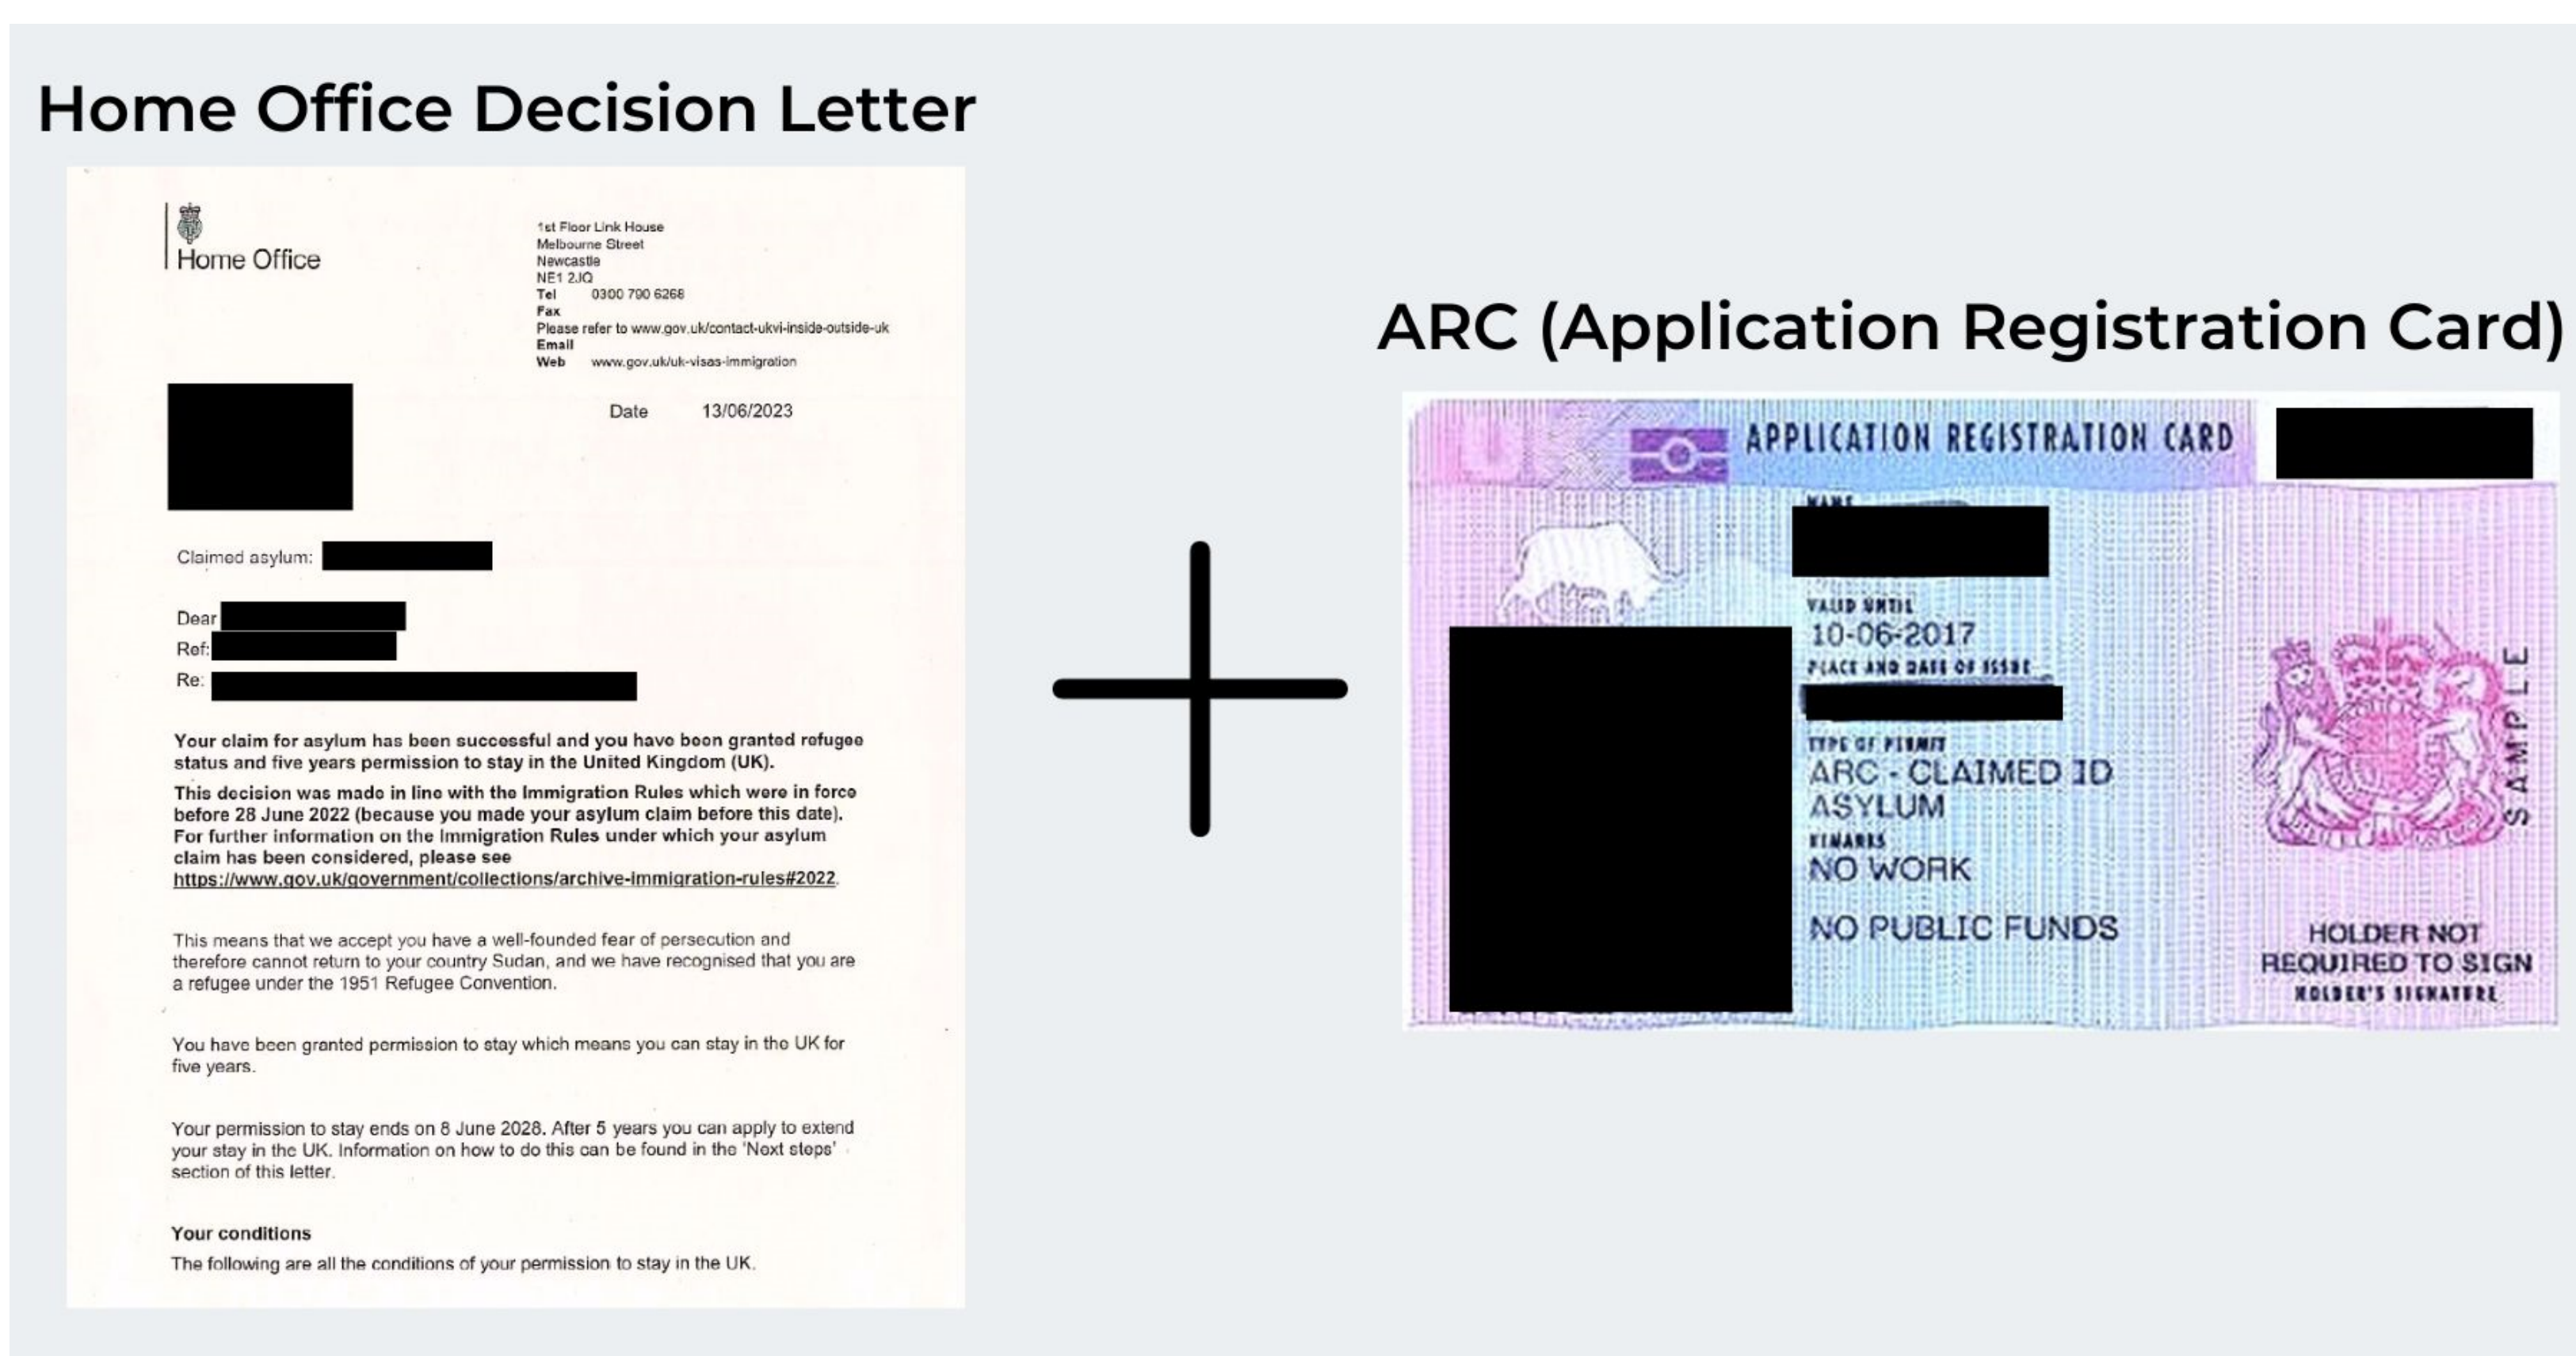 Home Office Decision Letter
Home Office
1st Floor Link House
Melbourne Street
Newcastle
NE1 2JQ
Tel 0300 790 6268
Fax
Please refer to www.gov.uk/contact-ukvi-inside-outside-uk
Email
Web www.gov.uk/uk-visas-immigration
Date 13/06/2023
Claimed asylum:
Dear
Ref:
Re:
Your claim for asylum has been successful and you have been granted refugee
status and five years permission to stay in the United Kingdom (UK).
This decision was made in line with the Immigration Rules which were in force
before 28 June 2022 (because you made your asylum claim before this date).
For further information on the Immigration Rules under which your asylum
claim has been considered, please see
https://www.gov.uk/government/collections/archive-immigration-rules#2022.
This means that we accept you have a well-founded fear of persecution and
therefore cannot return to your country Sudan, and we have recognised that you are
a refugee under the 1951 Refugee Convention.
You have been granted permission to stay which means you can stay in the UK for
five years.
Your permission to stay ends on 8 June 2028. After 5 years you can apply to extend
your stay in the UK. Information on how to do this can be found in the 'Next steps'
section of this letter.
Your conditions
The following are all the conditions of your permission to stay in the UK.
ARC (Application Registration Card)
APPLICATION REGISTRATION CARD
NAME
VALID UNTIL
10-06-2017
PLACE AND DATE OF ISSUE
TYPE OF PERMIT
ARC - CLAIMED ID
ASYLUM
REMARKS
NO WORK
NO PUBLIC FUNDS
SAMPLE
HOLDER NOT
REQUIRED TO SIGN
HOLDER'S SIGNATURE